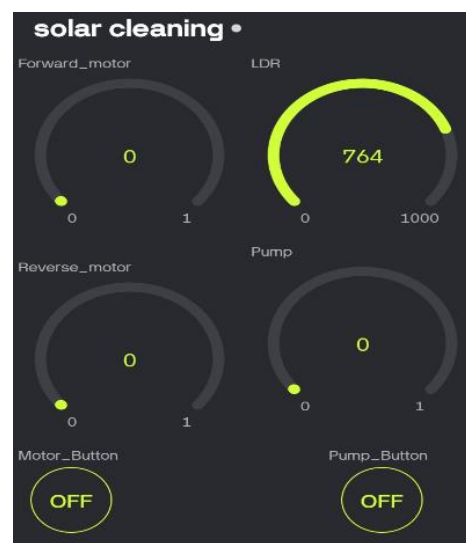 solar cleaning
Forward_motor LDR
0 764
0 1 0 1000
Reverse_motor Pump
0 0
0 1 0 1
Motor_Button Pump_Button
OFF OFF